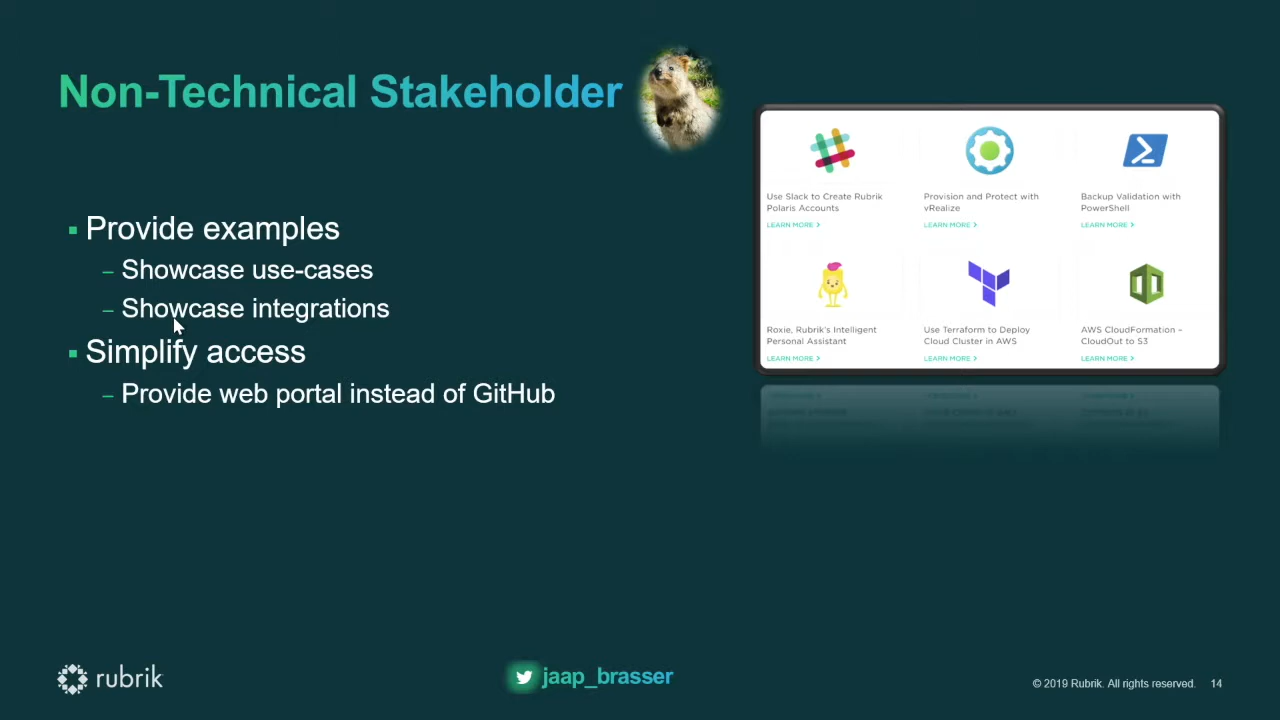 Non-Technical Stakeholder
Provide examples
– Showcase use-cases
– Showcase integrations
Simplify access
– Provide web portal instead of GitHub
Use Slack to Create Rubrik
Polaris Accounts
LEARN MORE >
Provision and Protect with
vRealize
LEARN MORE >
Backup Validation with
PowerShell
LEARN MORE >
Roxie, Rubrik's Intelligent
Personal Assistant
LEARN MORE >
Use Terraform to Deploy
Cloud Cluster in AWS
LEARN MORE >
AWS CloudFormation –
CloudOut to S3
LEARN MORE >
rubrik
jaap_brasser
© 2019 Rubrik. All rights reserved. 14